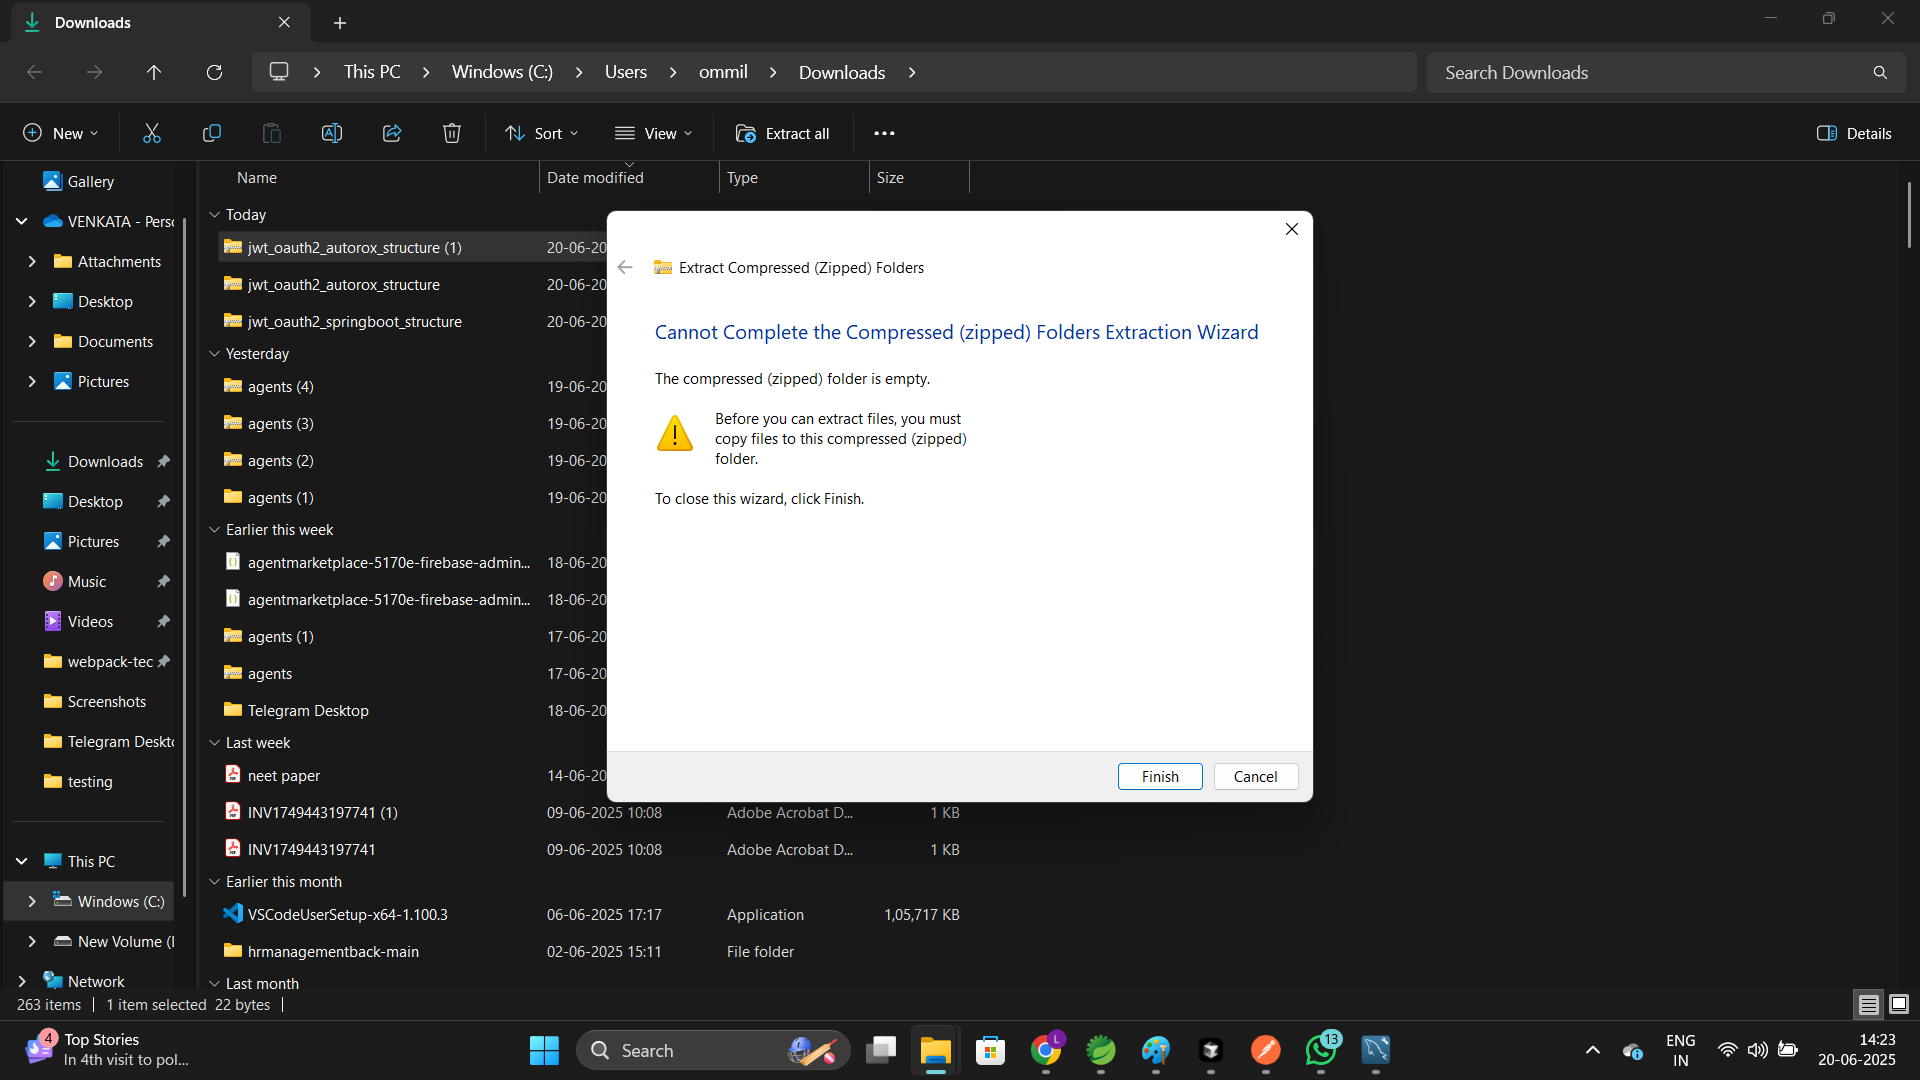 Downloads
This PC
Windows (C:)
Users
ommil
Downloads
Search Downloads
New
Sort
View
Extract all
Details
Name
Date modified
Type
Size
Gallery
VENKATA - Perso
Attachments
Desktop
Documents
Pictures
Downloads
Desktop
Pictures
Music
Videos
webpack-tec
Screenshots
Telegram Deskto
testing
This PC
Windows (C:)
New Volume (I
Network
Today
jwt_oauth2_autorox_structure (1) 20-06-20
jwt_oauth2_autorox_structure 20-06-20
jwt_oauth2_springboot_structure 20-06-20
Yesterday
agents (4) 19-06-20
agents (3) 19-06-20
agents (2) 19-06-20
agents (1) 19-06-20
Earlier this week
agentmarketplace-5170e-firebase-admin... 18-06-20
agentmarketplace-5170e-firebase-admin... 18-06-20
agents (1) 17-06-20
agents 17-06-20
Telegram Desktop 18-06-20
Last week
neet paper 14-06-20
INV1749443197741 (1) 09-06-2025 10:08 Adobe Acrobat D... 1 KB
INV1749443197741 09-06-2025 10:08 Adobe Acrobat D... 1 KB
Earlier this month
VSCodeUserSetup-x64-1.100.3 06-06-2025 17:17 Application 1,05,717 KB
hrmanagementback-main 02-06-2025 15:11 File folder
Last month
Extract Compressed (Zipped) Folders
Cannot Complete the Compressed (zipped) Folders Extraction Wizard
The compressed (zipped) folder is empty.
Before you can extract files, you must
copy files to this compressed (zipped)
folder.
To close this wizard, click Finish.
Finish
Cancel
263 items
1 item selected 22 bytes
4
Top Stories
In 4th visit to pol...
Search
L
13
ENG
IN
14:23
20-06-2025